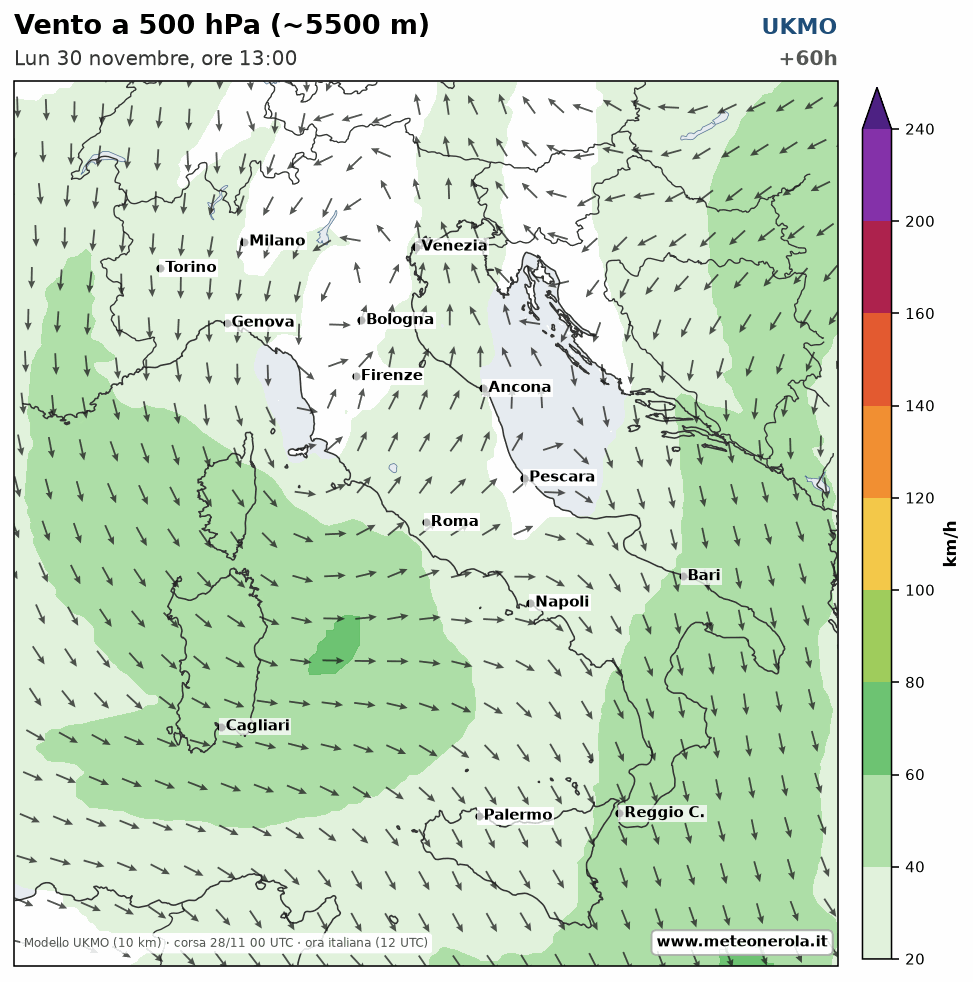 Vento a 500 hPa (~5500 m)
UKMO
Lun 30 novembre, ore 13:00
+60h
Milano
Venezia
Torino
Genova
Bologna
Firenze
Ancona
Pescara
Roma
Bari
Napoli
Cagliari
Palermo
Reggio C.
240
200
160
140
120
100
80
60
40
20
km/h
Modello UKMO (10 km) · corsa 28/11 00 UTC · ora italiana (12 UTC)
www.meteonerola.it